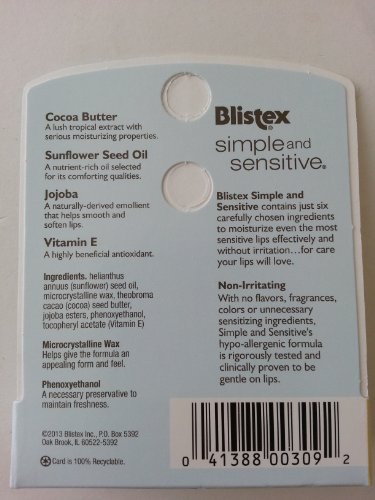 Cocoa Butter
A lush tropical extract with
serious moisturizing properties.
Sunflower Seed Oil
A nutrient-rich oil selected
for its comforting qualities.
Jojoba
A naturally-derived emollient
that helps smooth and
soften lips.
Vitamin E
A highly beneficial antioxidant.
Ingredients. helianthus
annuus (sunflower) seed oil,
microcrystalline wax, theobroma
cacao (cocoa) seed butter,
jojoba esters, phenoxyethanol,
tocopheryl acetate (Vitamin E)
Microcrystalline Wax
Helps give the formula an
appealing form and feel.
Phenoxyethanol
A necessary preservative to
maintain freshness.
©2013 Blistex Inc., P.O. Box 5392
Oak Brook, IL 60522-5392
Card is 100% Recyclable.
Blistex®
simple and
sensitive®
Blistex Simple and
Sensitive contains just six
carefully chosen ingredients
to moisturize even the most
sensitive lips effectively and
without irritation...for care
your lips will love.
Non-Irritating
With no flavors, fragrances,
colors or unnecessary
sensitizing ingredients,
Simple and Sensitive's
hypo-allergenic formula
is rigorously tested and
clinically proven to be
gentle on lips.
0 41388 00309 2